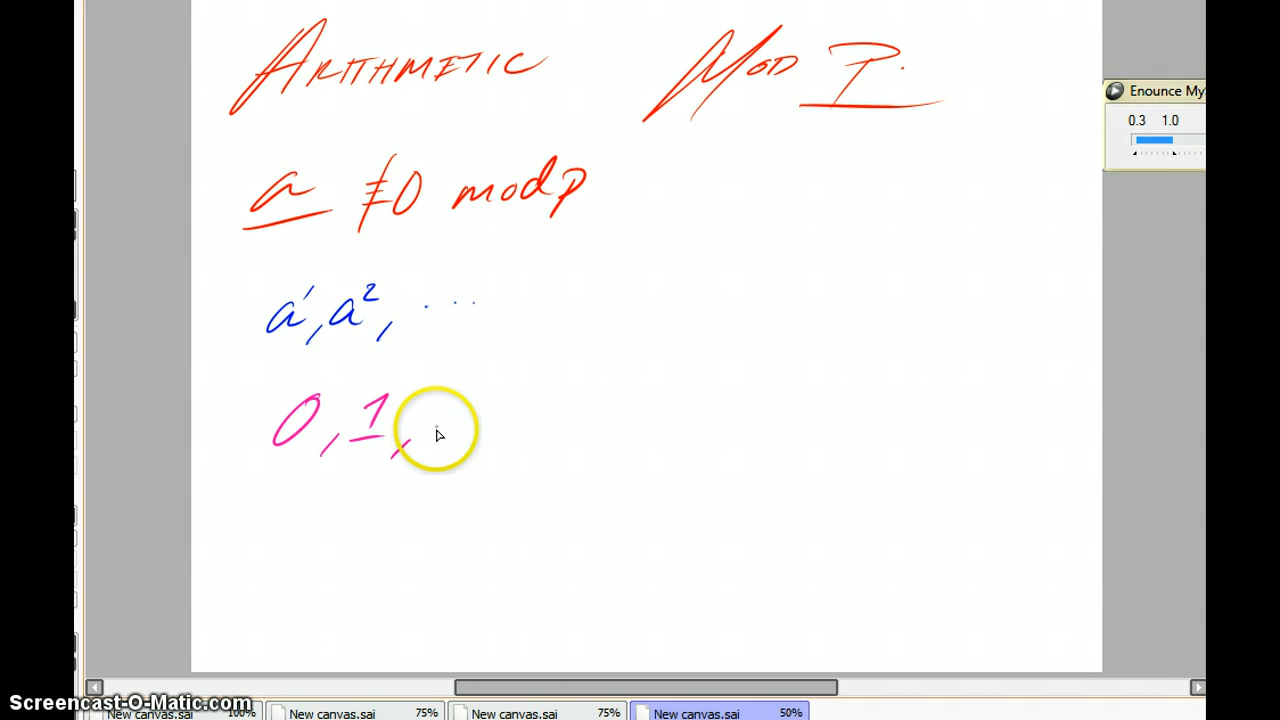 ARITHMETIC MOD P.
a ≢ 0 mod p
a¹, a², ...
0, 1,
Enounce My
0.3 1.0
Screencast-O-Matic.com
New canvas.sai 100% New canvas.sai 75% New canvas.sai 75% New canvas.sai 50%